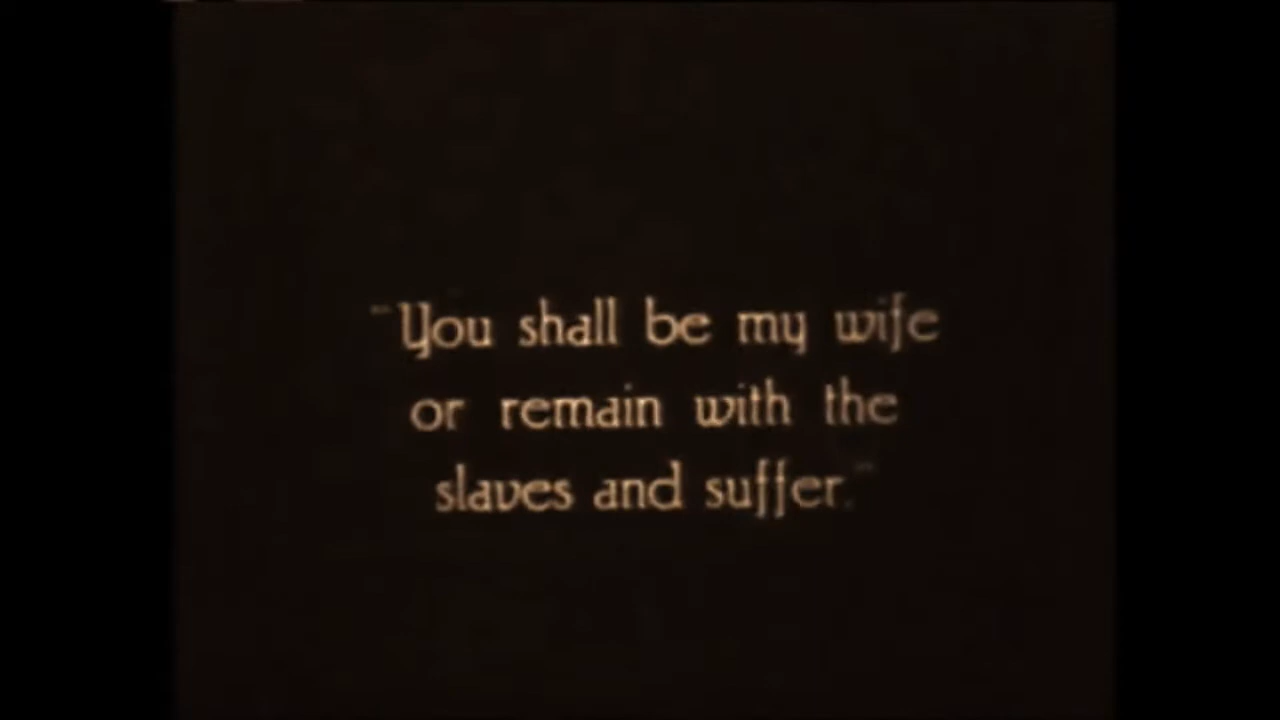 "You shall be my wife
or remain with the
slaves and suffer."